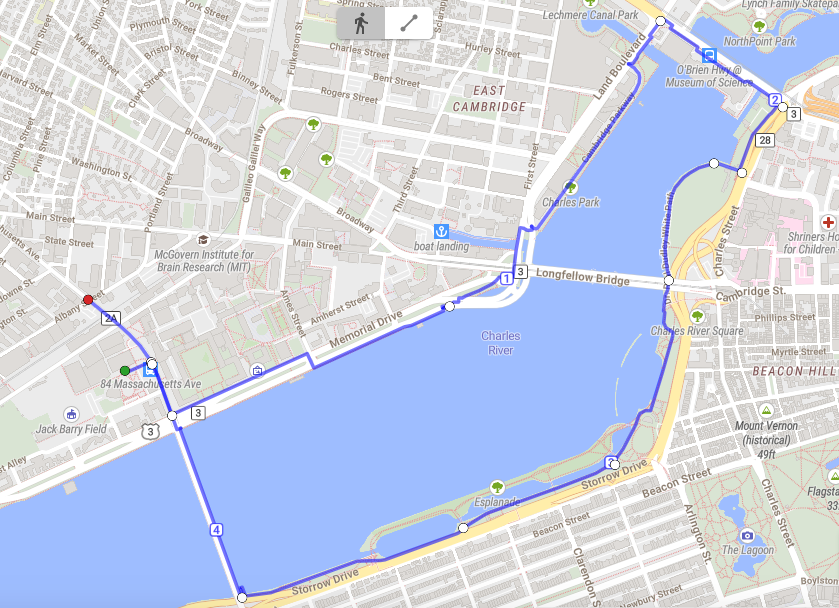 School Street
Spring Street
Lechmere Canal Park
Lynch Family Skatepa
Plymouth Street
Elm Street
Market Street
Charles Street
Hurley Street
NorthPoint Park
Bristol Street
Clark Street
Fulkerson St.
Land Boulevard
O'Brien Hwy @
Museum of Science
Harvard Street
Binney Street
Bent Street
EAST
CAMBRIDGE
2
3
Rogers Street
Columbia Street
Pine Street
Broadway
Cambridge Parkway
28
Washington St.
Galileo Galilei Way
First Street
Third Street
Portland Street
Charles Park
Dudley White Path
Main Street
Broadway
Charles Street
Shriners Ho
for Children
State Street
Main Street
boat landing
McGovern Institute for
Brain Research (MIT)
1
3
Longfellow Bridge
Cambridge St.
Albany Street
Ames Street
Amherst Street
2A
Memorial Drive
Phillips Street
Charles River Square
Charles
River
Myrtle Street
BEACON HILL
84 Massachusetts Ave
3
Jack Barry Field
3
Mount Vernon
(historical)
49ft
Storrow Drive
Beacon Street
Flagsta
Esplanade
Charles St.
Arlington St.
4
Beacon Street
The Lagoon
Storrow Drive
Clarendon St.
Newbury Street
Boylston